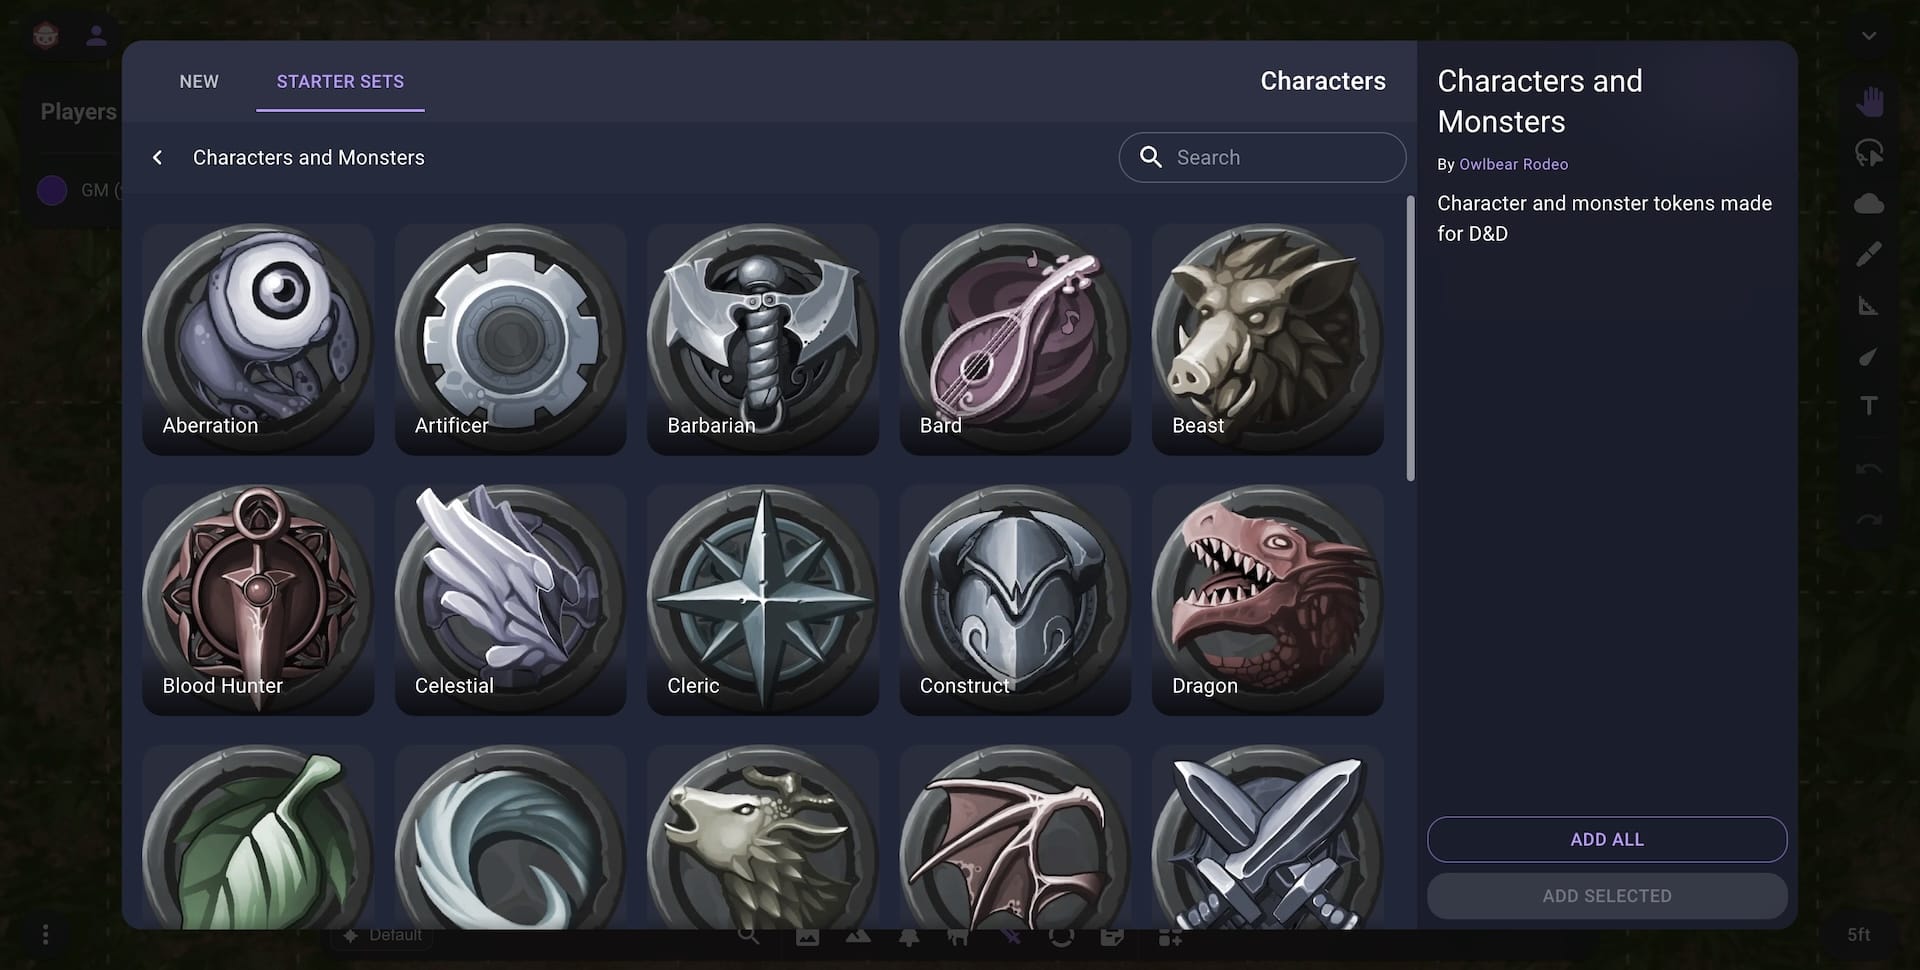 NEW
STARTER SETS
Characters
Players
Characters and Monsters
Search
GM (
Characters and
Monsters
By Owlbear Rodeo
Character and monster tokens made
for D&D
Aberration
Artificer
Barbarian
Bard
Beast
Blood Hunter
Celestial
Cleric
Construct
Dragon
ADD ALL
ADD SELECTED
Default
5ft